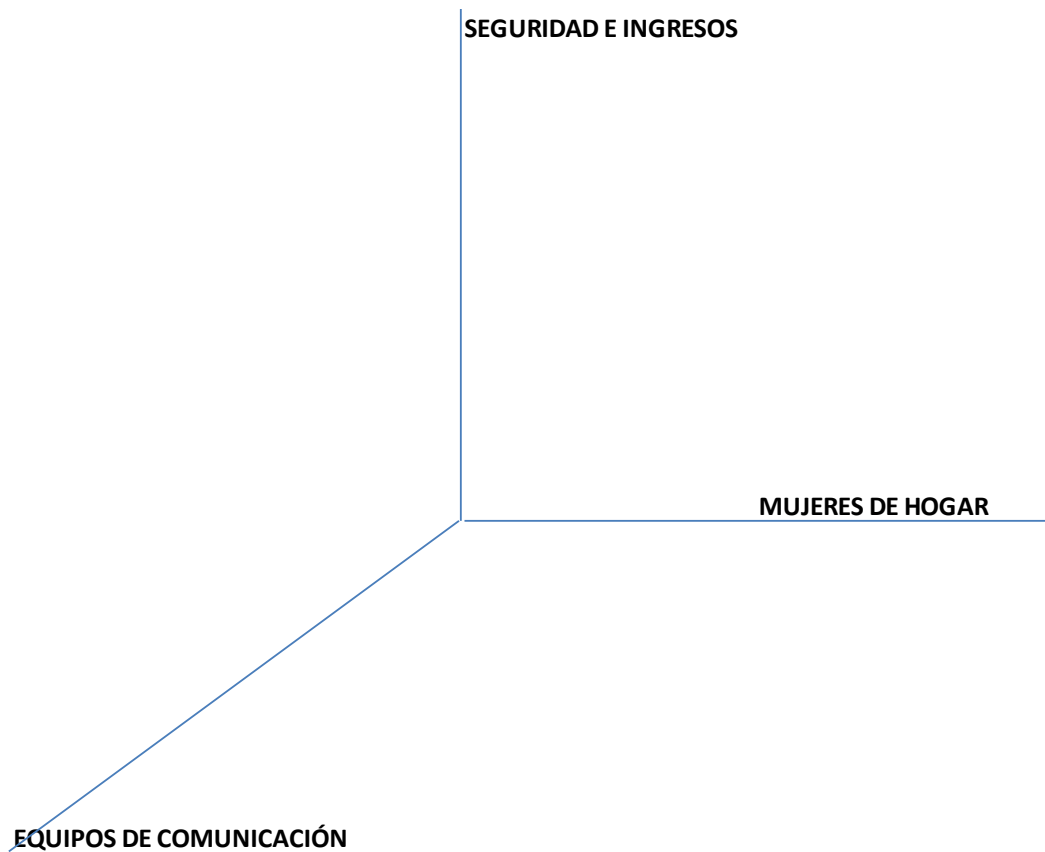 SEGURIDAD E INGRESOS
MUJERES DE HOGAR
EQUIPOS DE COMUNICACIÓN